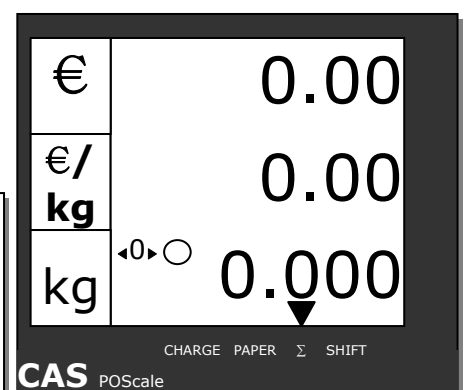 € 0.00
€/ kg 0.00
◂0▸○
kg 0.000
CHARGE PAPER Σ SHIFT
CAS POScale